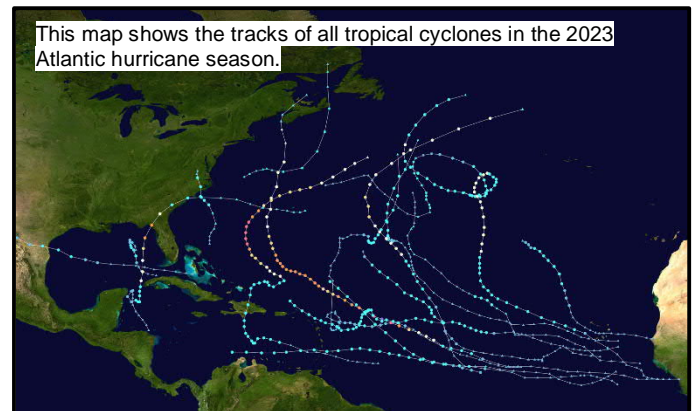 This map shows the tracks of all tropical cyclones in the 2023
Atlantic hurricane season.